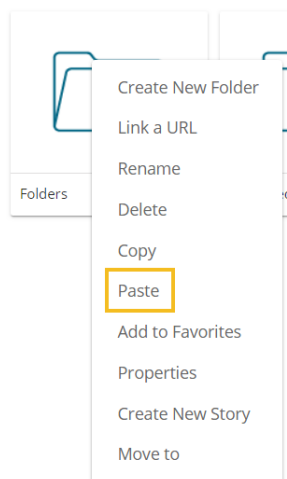 Create New Folder
Link a URL
Rename
Folders
Delete
Copy
Paste
Add to Favorites
Properties
Create New Story
Move to